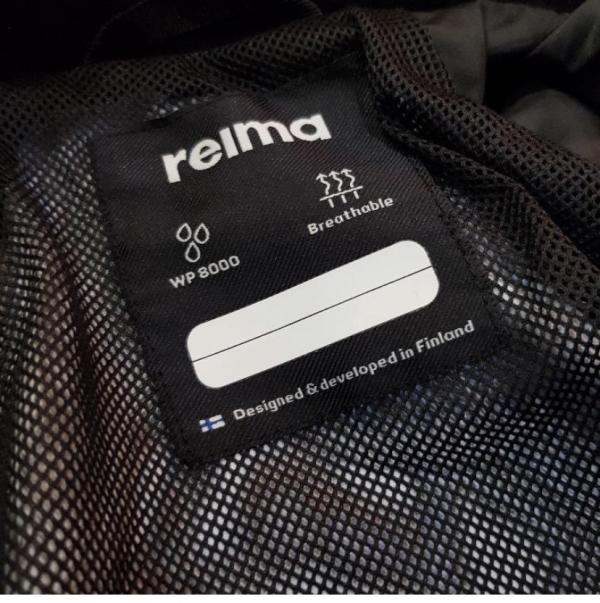 reima
Breathable
WP 8000
Designed & developed in Finland